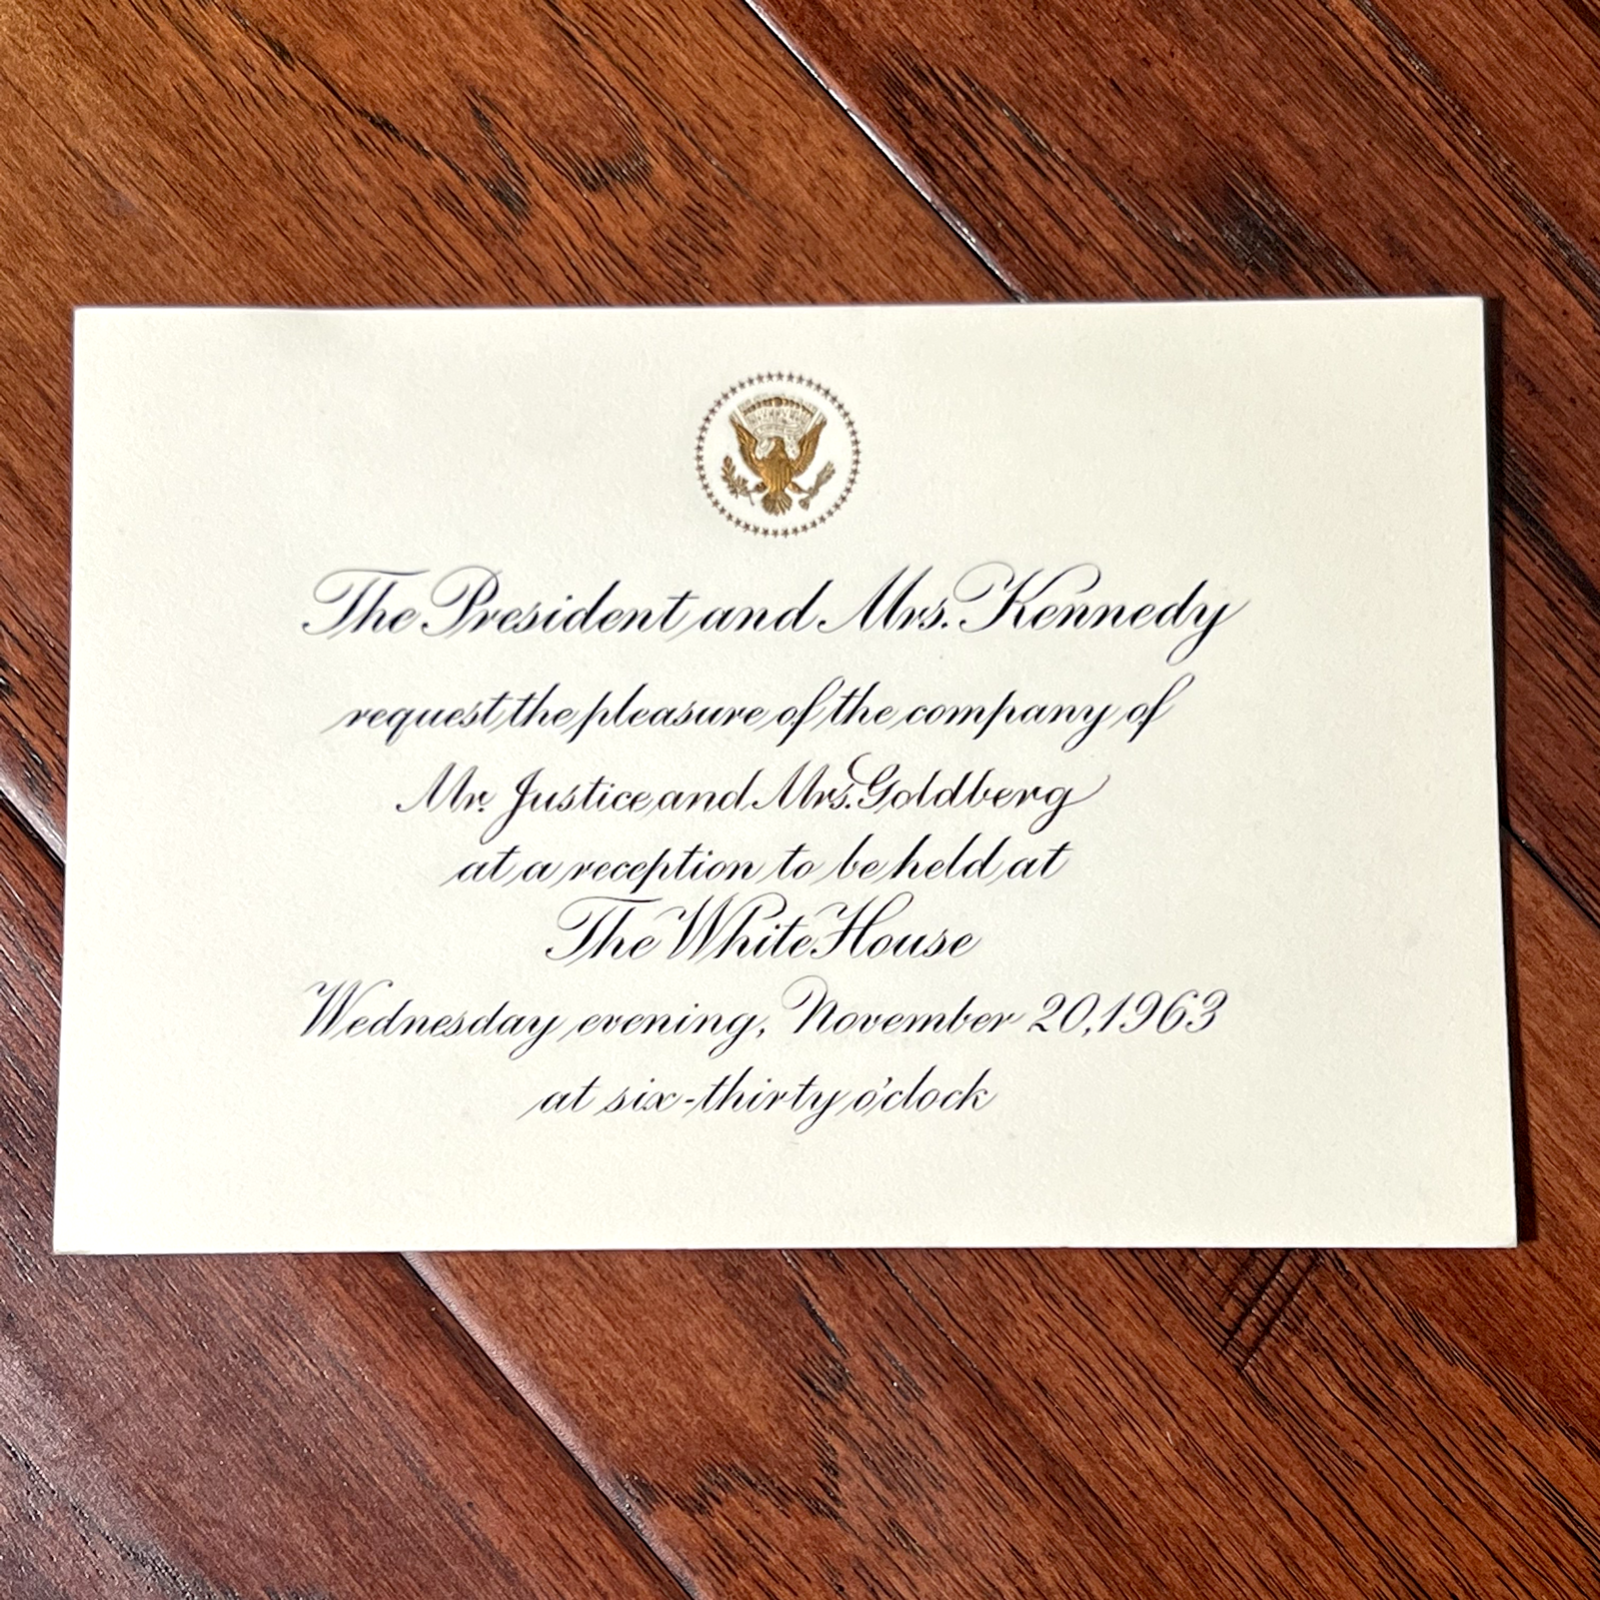 The President and Mrs. Kennedy
request the pleasure of the company of
Mr. Justice and Mrs. Goldberg
at a reception to be held at
The White House
Wednesday evening, November 20, 1963
at six-thirty o'clock